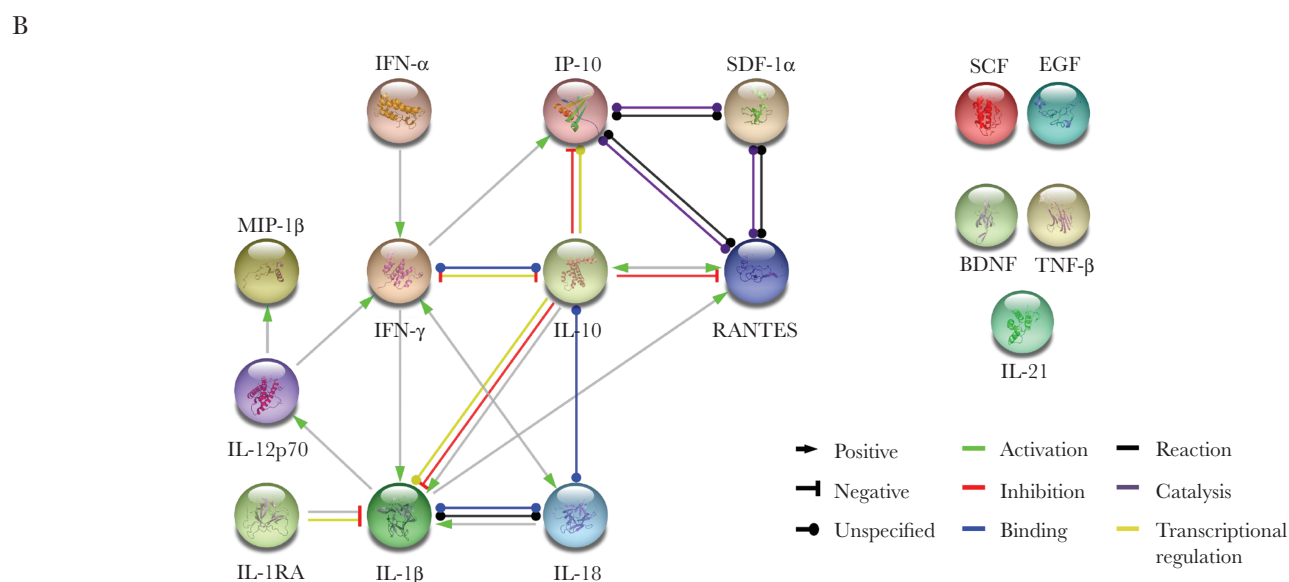 B
IFN-α
IP-10
SDF-1α
SCF
EGF
MIP-1β
BDNF
TNF-β
IFN-γ
IL-10
RANTES
IL-21
IL-12p70
IL-1RA
IL-1β
IL-18
Positive
Activation
Reaction
Negative
Inhibition
Catalysis
Unspecified
Binding
Transcriptional
regulation